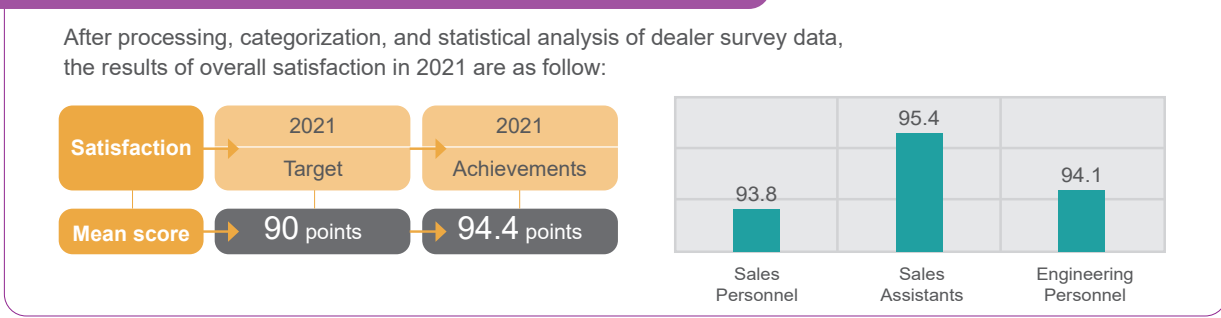 After processing, categorization, and statistical analysis of dealer survey data,
the results of overall satisfaction in 2021 are as follow:
Satisfaction
2021
Target
2021
Achievements
Mean score
90 points
94.4 points
93.8
95.4
94.1
Sales
Personnel
Sales
Assistants
Engineering
Personnel